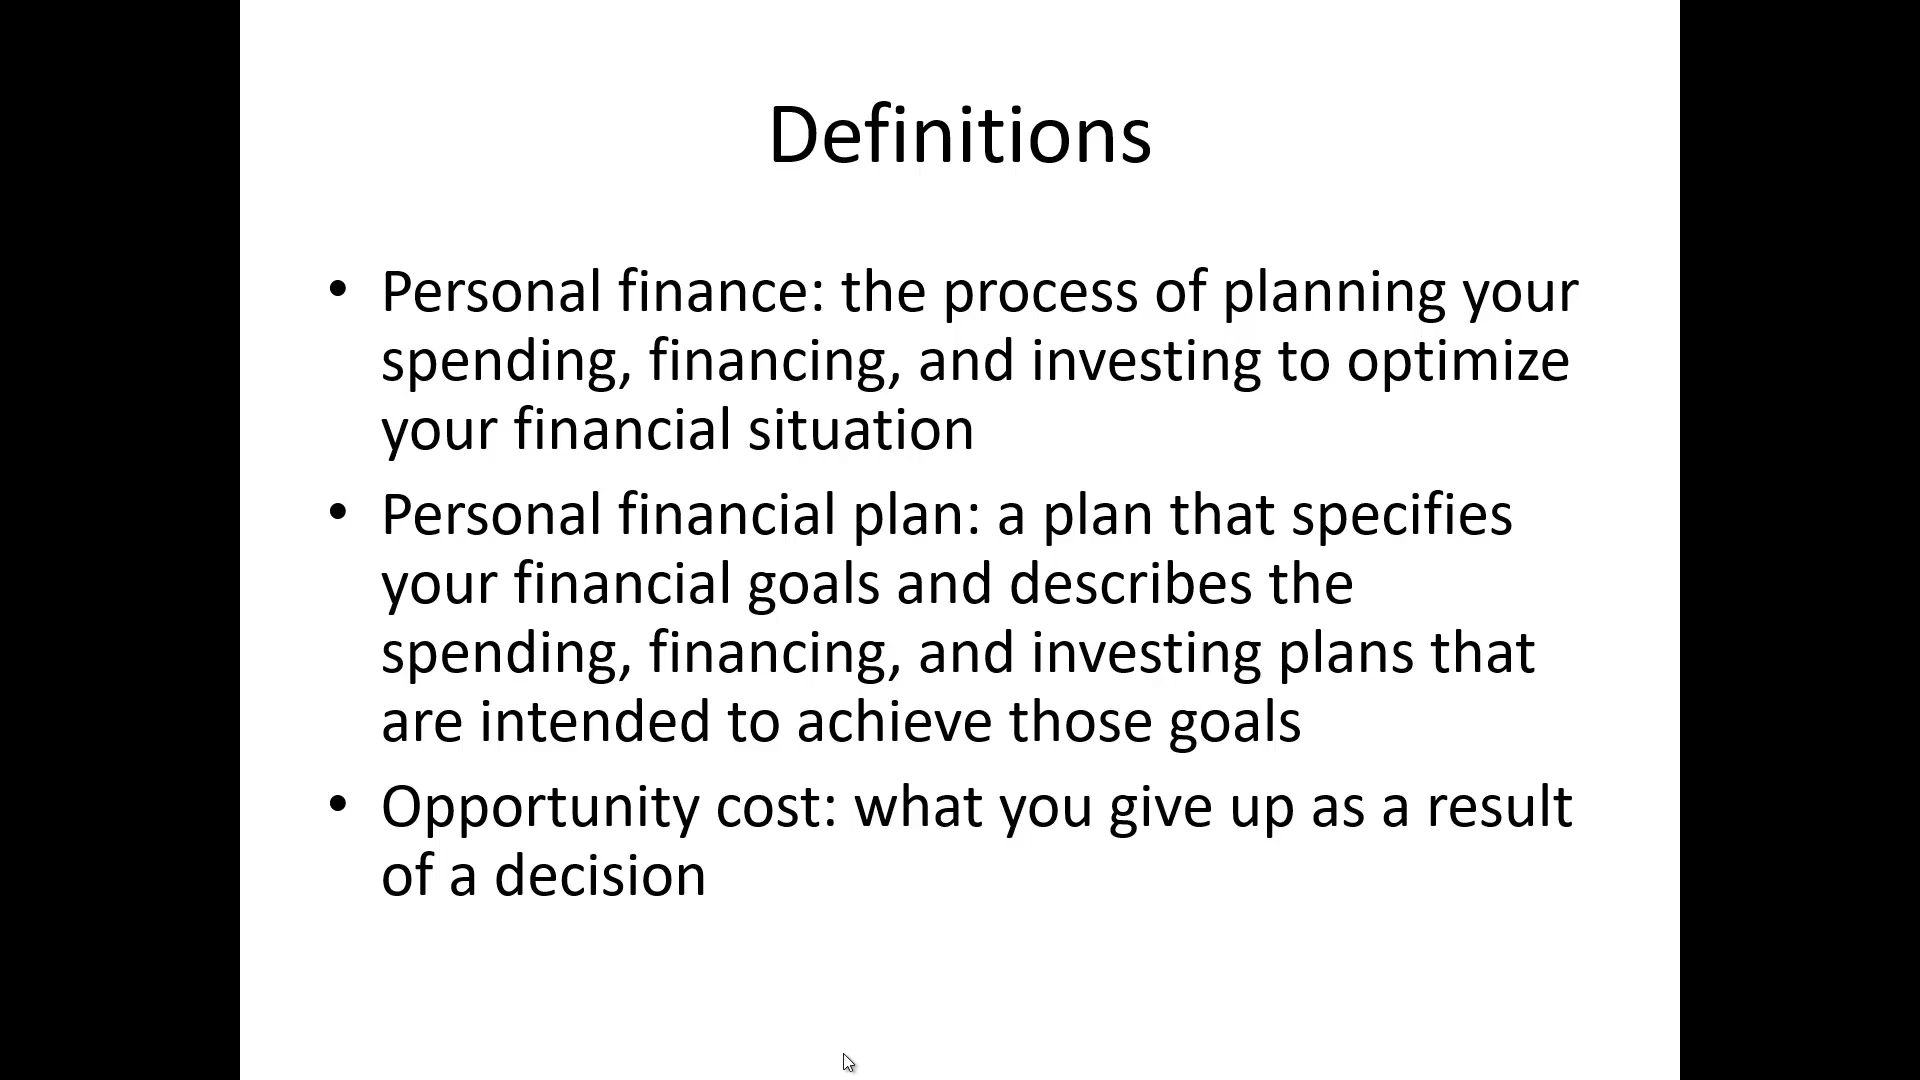 Definitions
• Personal finance: the process of planning your
spending, financing, and investing to optimize
your financial situation
• Personal financial plan: a plan that specifies
your financial goals and describes the
spending, financing, and investing plans that
are intended to achieve those goals
• Opportunity cost: what you give up as a result
of a decision